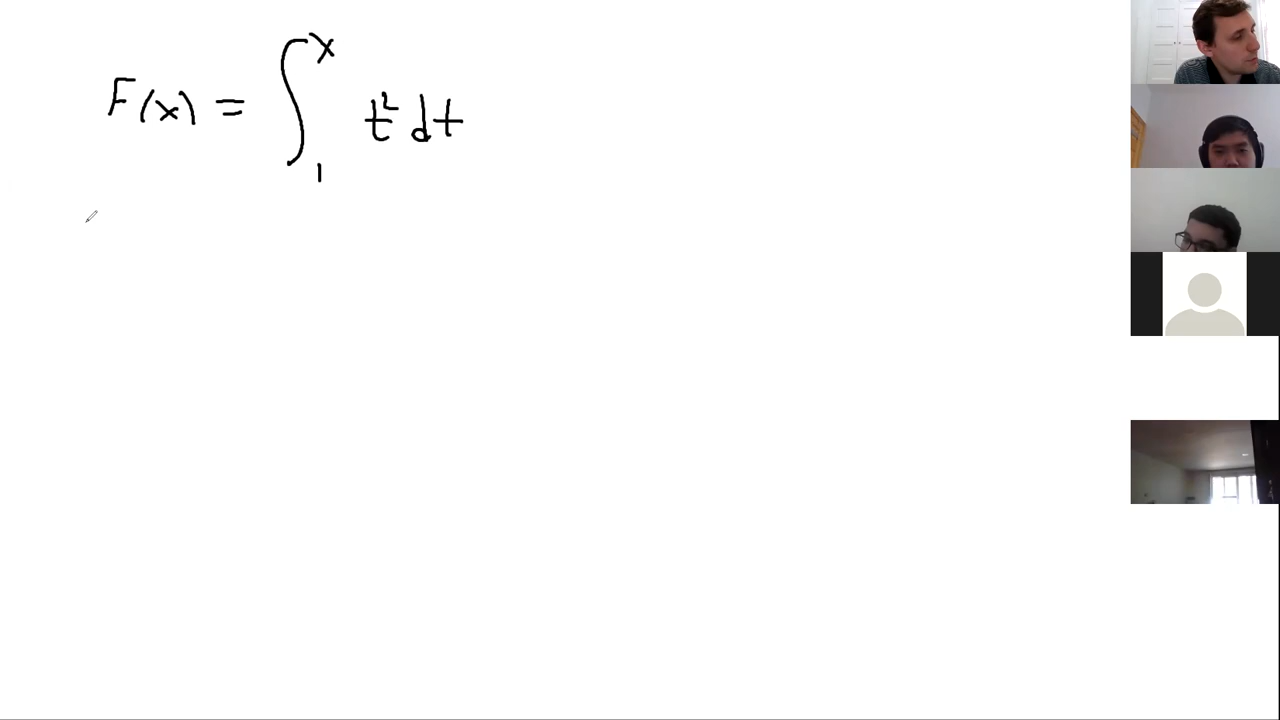 F(x) = ∫₁ˣ t² dt